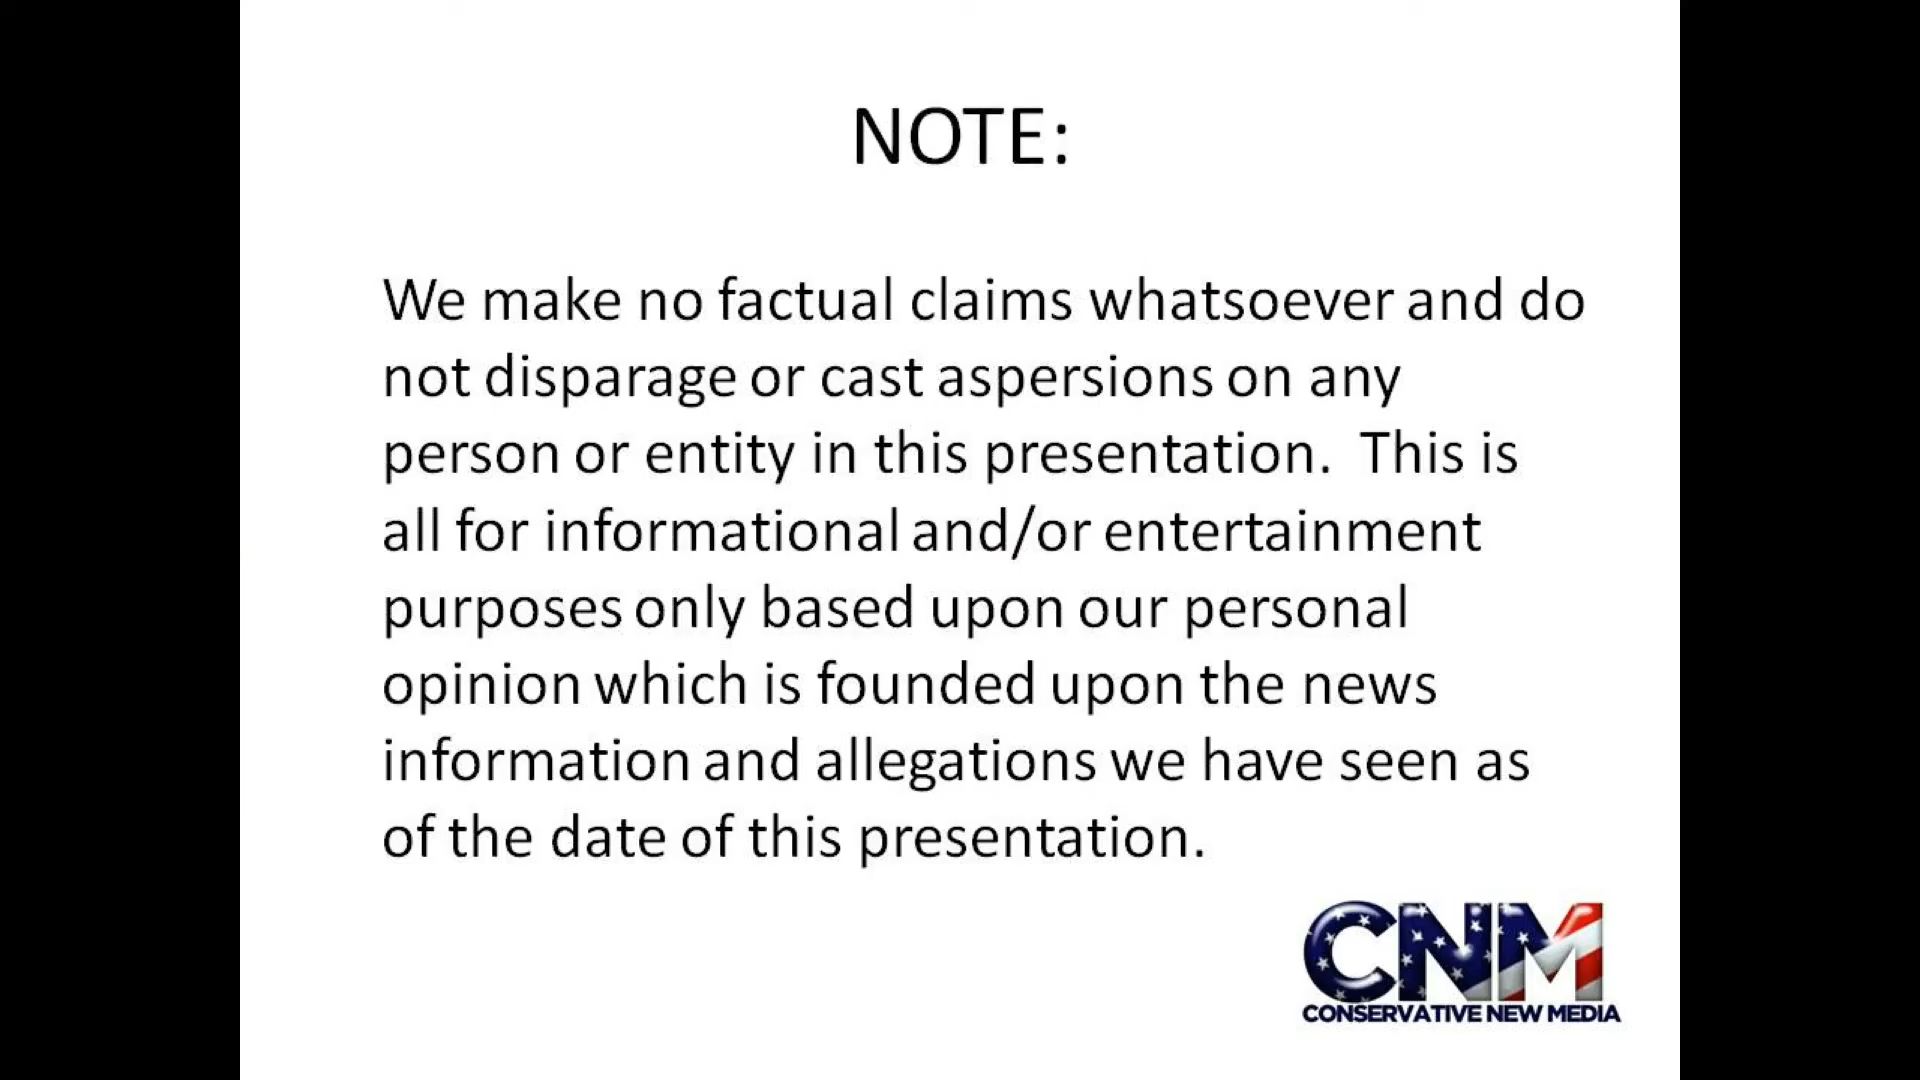 NOTE:
We make no factual claims whatsoever and do
not disparage or cast aspersions on any
person or entity in this presentation.  This is
all for informational and/or entertainment
purposes only based upon our personal
opinion which is founded upon the news
information and allegations we have seen as
of the date of this presentation.
CNM
CONSERVATIVE NEW MEDIA